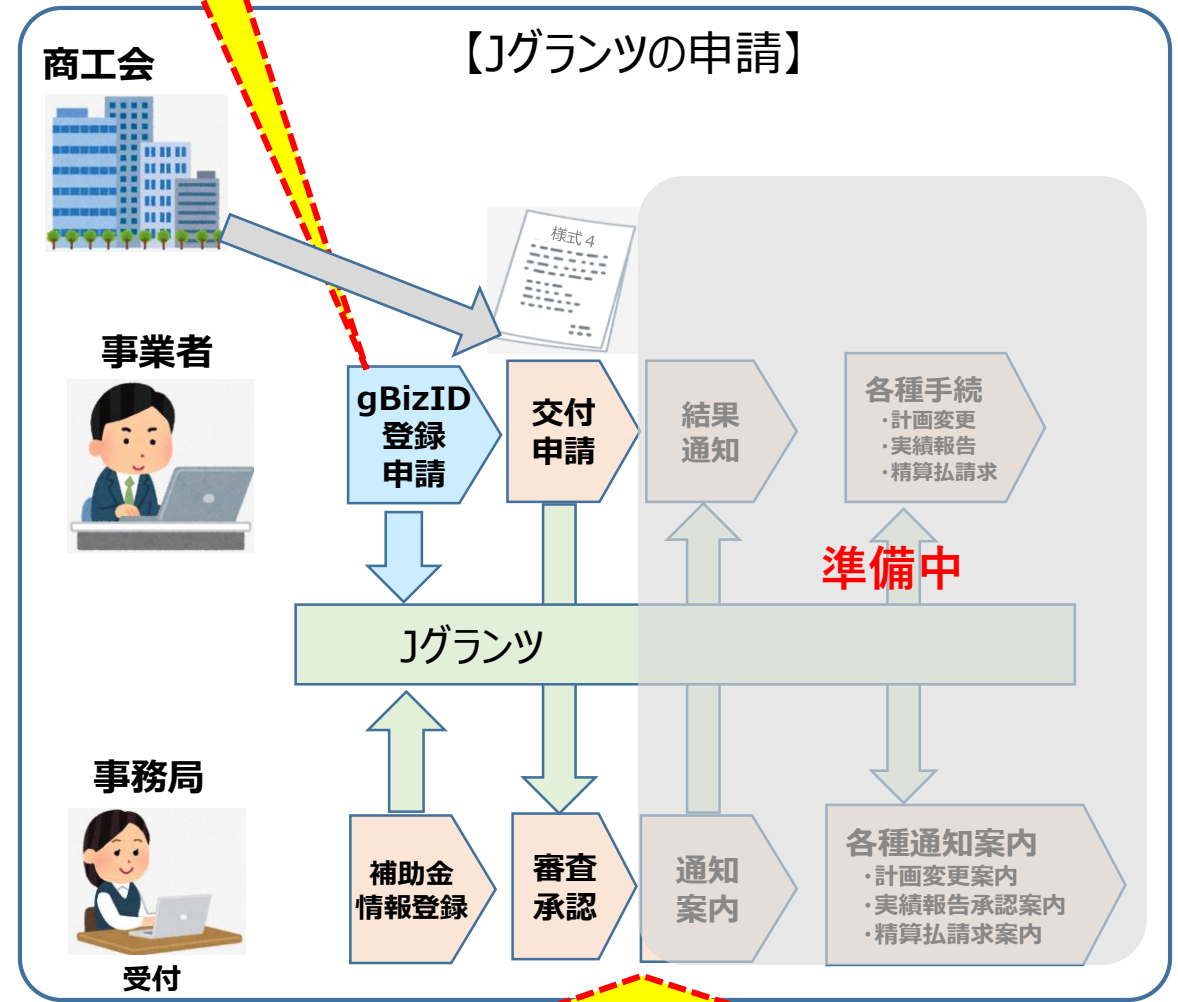 【Jグランツの申請】
商工会
様式４
事業者
gBizID
登録
申請
交付
申請
結果
通知
各種手続
・計画変更
・実績報告
・精算払請求
準備中
Jグランツ
事務局
補助金
情報登録
審査
承認
通知
案内
各種通知案内
・計画変更案内
・実績報告承認案内
・精算払請求案内
受付